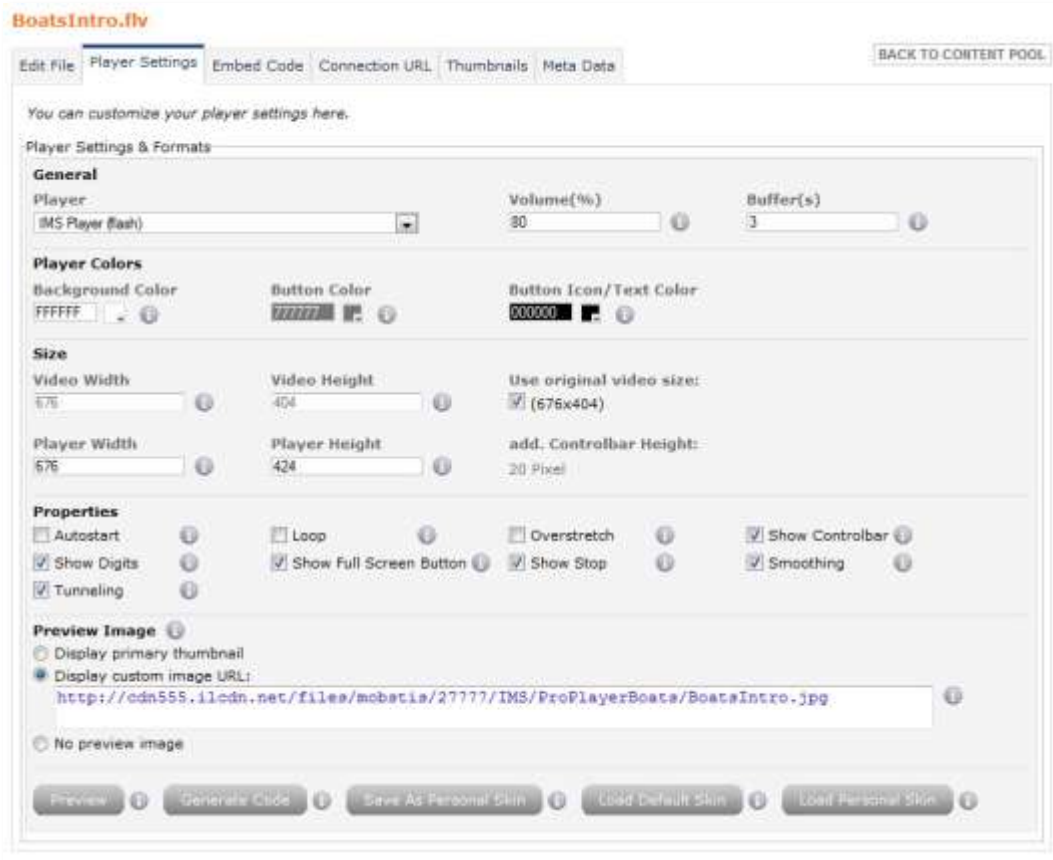 BoatsIntro.flv
Edit File Player Settings Embed Code Connection URL Thumbnails Meta Data BACK TO CONTENT POOL
You can customize your player settings here.
Player Settings & Formats
General
Player Volume(%) Buffer(s)
IMS Player (flash) 80 3
Player Colors
Background Color Button Color Button Icon/Text Color
FFFFFF 777777 000000
Size
Video Width Video Height Use original video size:
676 404 (676x404)
Player Width Player Height add. Controlbar Height:
676 424 20 Pixel
Properties
Autostart Loop Overstretch Show Controlbar
Show Digits Show Full Screen Button Show Stop Smoothing
Tunneling
Preview Image
Display primary thumbnail
Display custom image URL:
http://cdn555.ilcdn.net/files/mobstis/27777/IMS/ProPlayerBoats/BoatsIntro.jpg
No preview image
Preview Generate Code Save As Personal Skin Load Default Skin Load Personal Skin